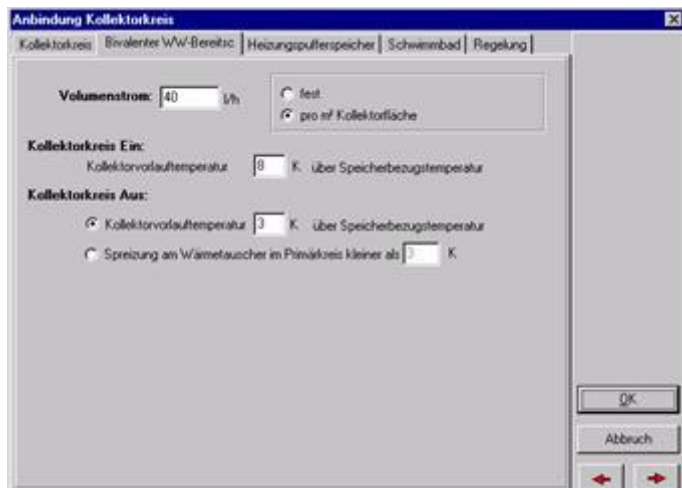 Anbindung Kollektorkreis
Kollektorkreis Bivalenter WW-Bereitsc Heizungspufferspeicher Schwimmbad Regelung
Volumenstrom: 40 l/h
fest
pro m² Kollektorfläche
Kollektorkreis Ein:
Kollektorvorlauftemperatur 8 K über Speicherbezugstemperatur
Kollektorkreis Aus:
Kollektorvorlauftemperatur 3 K über Speicherbezugstemperatur
Spreizung am Wärmetauscher im Primärkreis kleiner als 3 K
OK
Abbruch